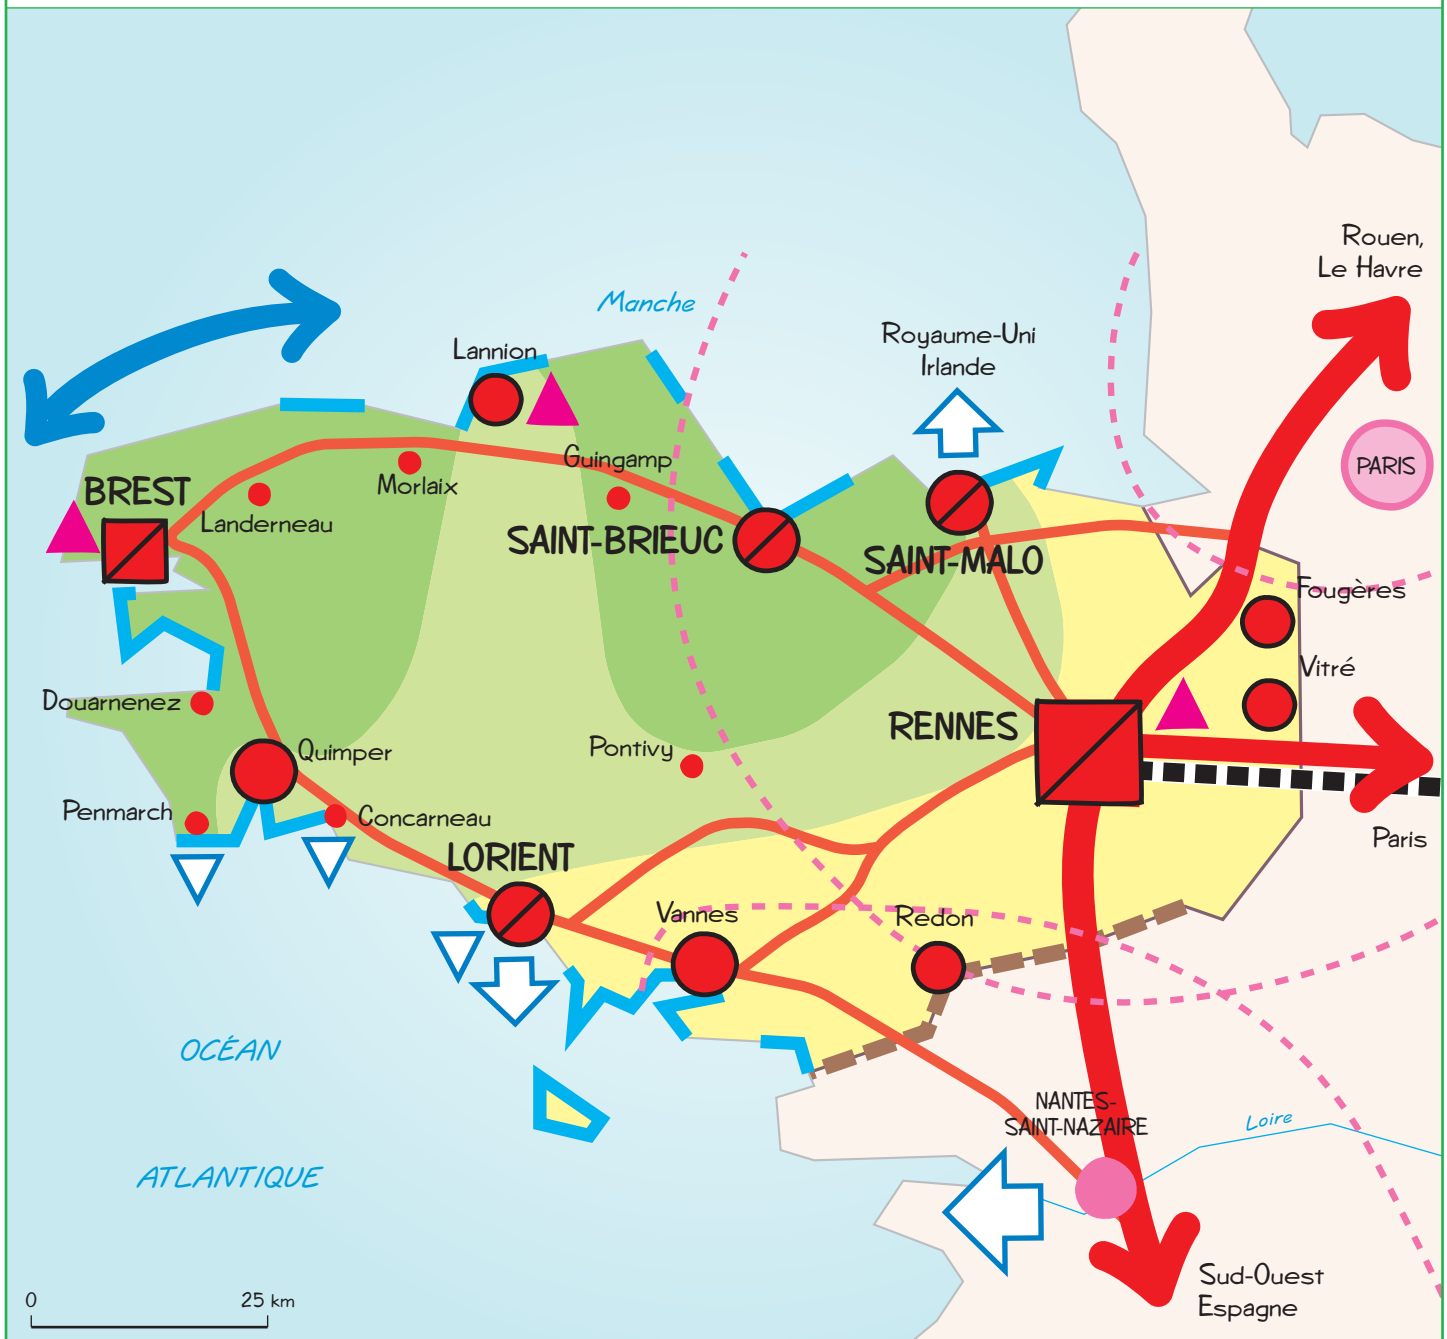 Rouen,
Le Havre
Manche
Royaume-Uni
Irlande
Lannion
PARIS
Guingamp
Morlaix
BREST
Landerneau
SAINT-BRIEUC
SAINT-MALO
Fougères
Vitré
Douarnenez
RENNES
Quimper
Pontivy
Penmarch
Concarneau
Paris
LORIENT
Vannes
Redon
OCÉAN
ATLANTIQUE
NANTES-
SAINT-NAZAIRE
Loire
Sud-Ouest
Espagne
0 25 km